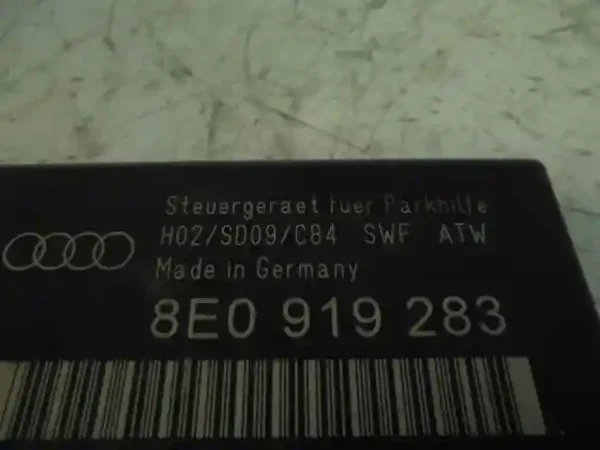 Steuergeraet fuer Parkhilfe
H02/SD09/C84 SWF ATW
Made in Germany
8E0 919 283